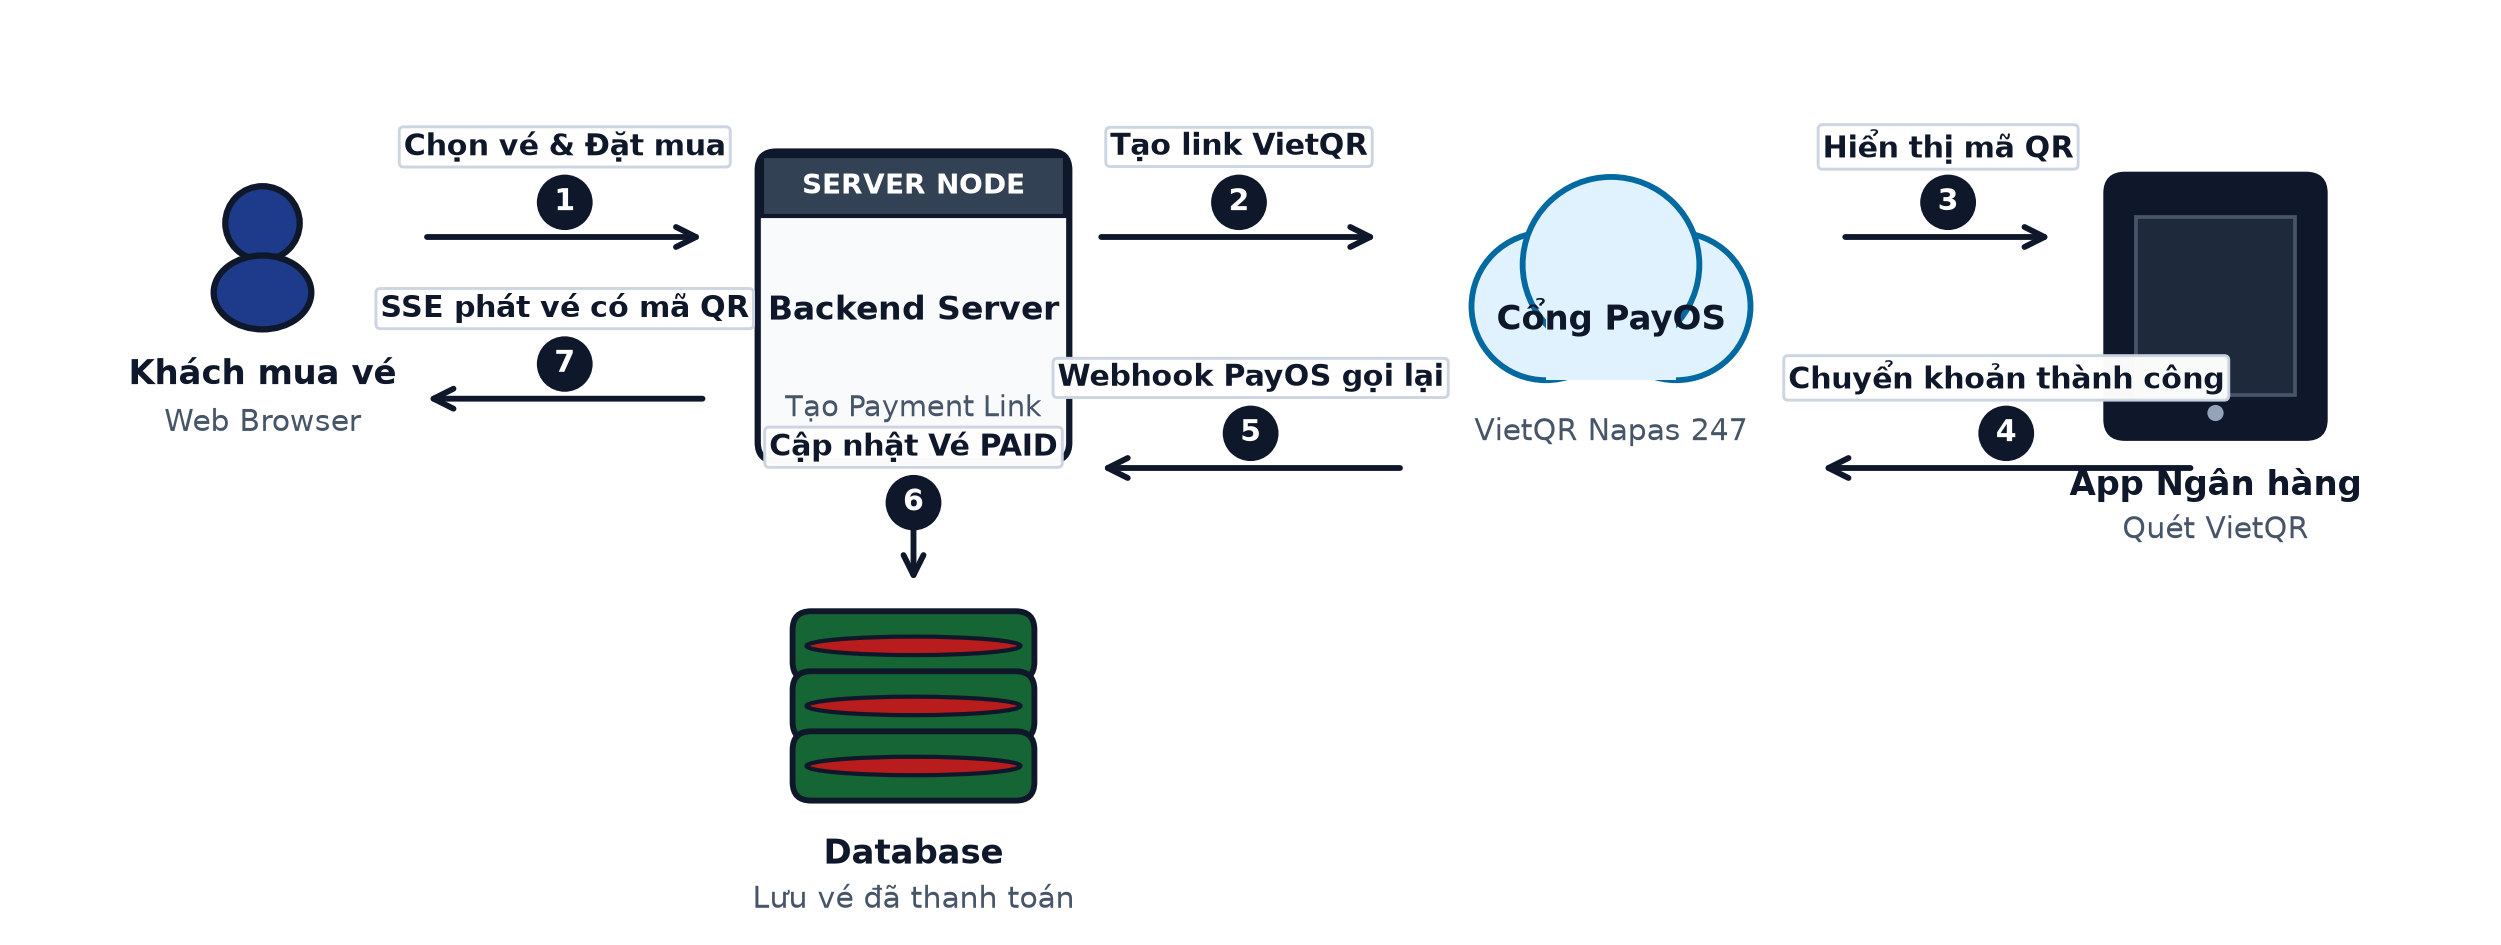 Chọn vé & Đặt mua
1
SERVER NODE
Tạo link VietQR
2
Hiển thị mã QR
3
SSE phát vé có mã QR
7
Khách mua vé
Web Browser
Backend Server
Tạo Payment Link
Cập nhật Vé PAID
6
Cổng PayOS
VietQR Napas 247
Webhook PayOS gọi lại
5
Chuyển khoản thành công
4
App Ngân hàng
Quét VietQR
Database
Lưu vé đã thanh toán